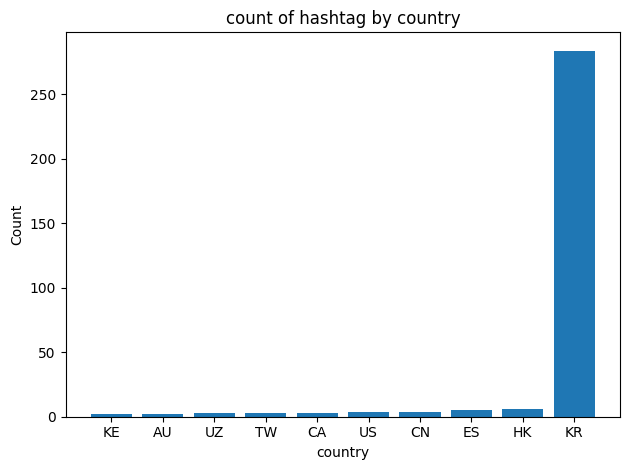 count of hashtag by country
Count
250
200
150
100
50
0
KE AU UZ TW CA US CN ES HK KR
country